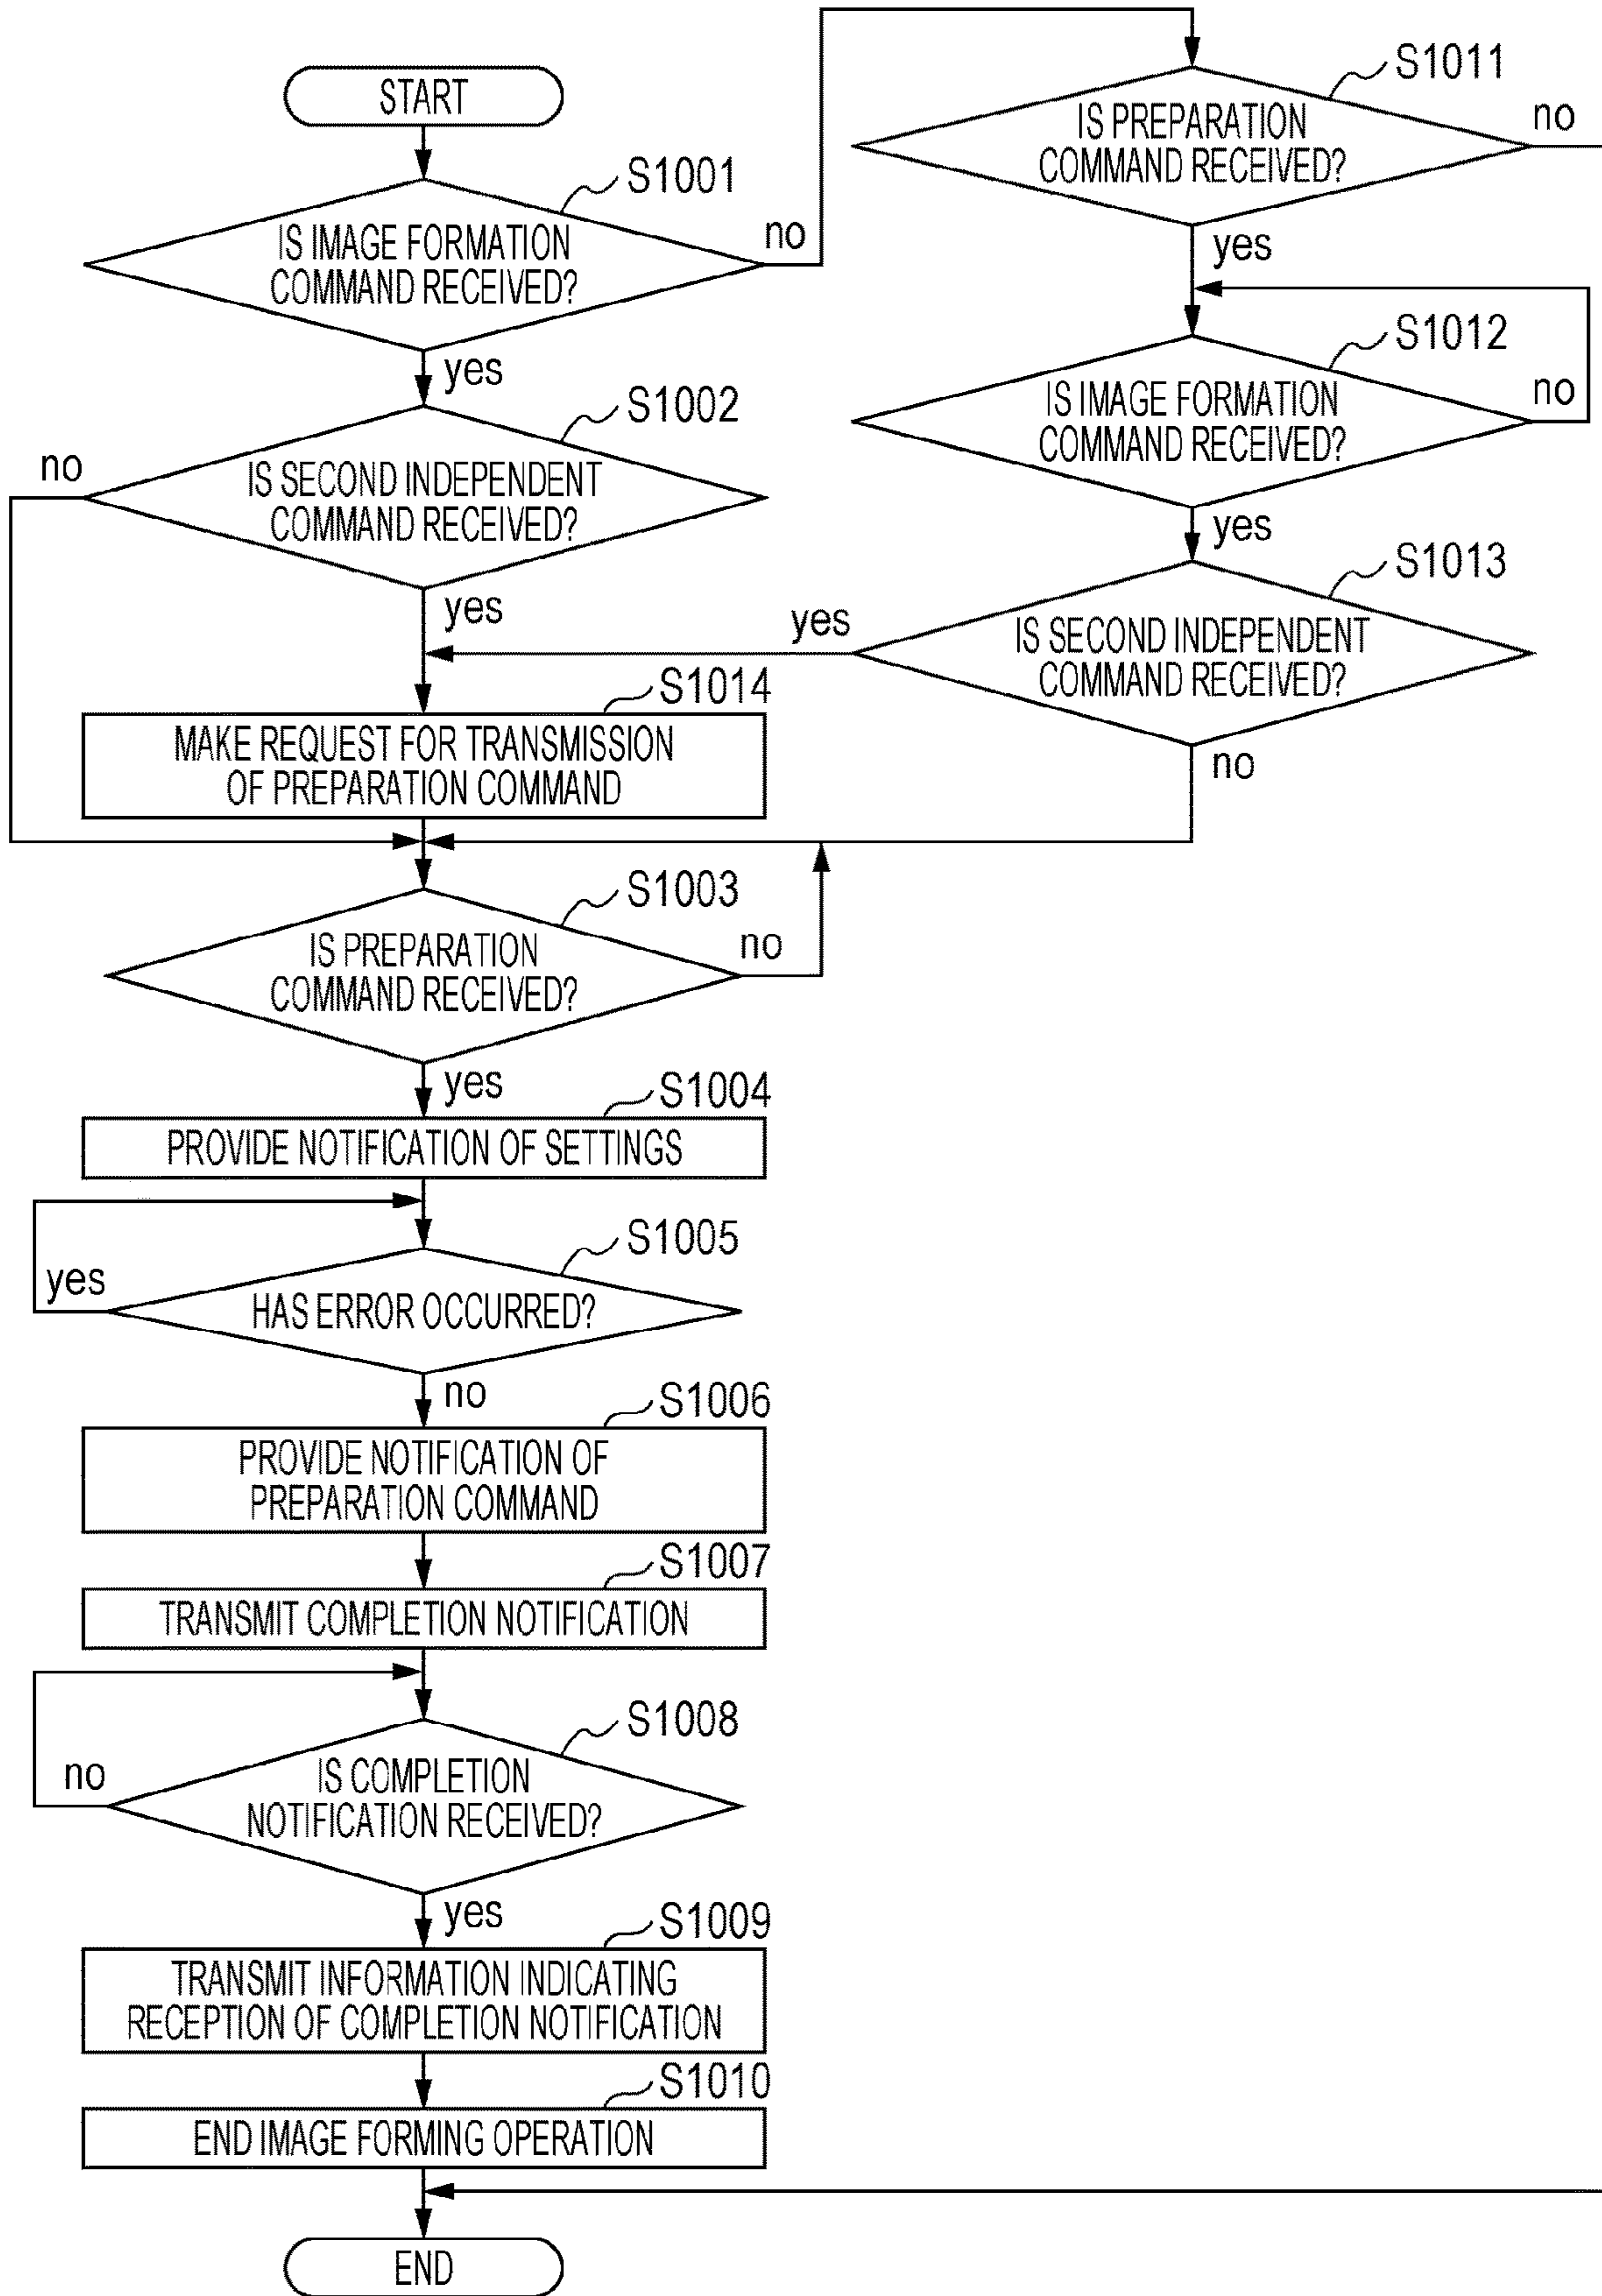 START
S1001
IS IMAGE FORMATION
COMMAND RECEIVED?
no
yes
S1002
no
IS SECOND INDEPENDENT
COMMAND RECEIVED?
yes
S1014
MAKE REQUEST FOR TRANSMISSION
OF PREPARATION COMMAND
S1003
IS PREPARATION
COMMAND RECEIVED?
no
yes
S1004
PROVIDE NOTIFICATION OF SETTINGS
S1005
yes
HAS ERROR OCCURRED?
no
S1006
PROVIDE NOTIFICATION OF
PREPARATION COMMAND
S1007
TRANSMIT COMPLETION NOTIFICATION
S1008
no
IS COMPLETION
NOTIFICATION RECEIVED?
yes
S1009
TRANSMIT INFORMATION INDICATING
RECEPTION OF COMPLETION NOTIFICATION
S1010
END IMAGE FORMING OPERATION
END
S1011
IS PREPARATION
COMMAND RECEIVED?
no
yes
S1012
IS IMAGE FORMATION
COMMAND RECEIVED?
no
yes
S1013
yes
IS SECOND INDEPENDENT
COMMAND RECEIVED?
no